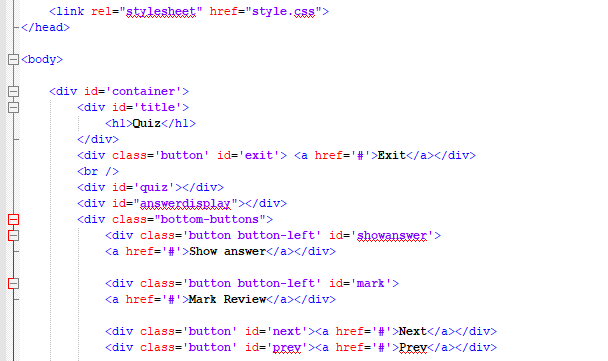 <link rel="stylesheet" href="style.css">
</head>
<body>
<div id='container'>
<div id='title'>
<h1>Quiz</h1>
</div>
<div class='button' id='exit'> <a href='#'>Exit</a></div>
<br />
<div id='quiz'></div>
<div id="answerdisplay"></div>
<div class="bottom-buttons">
<div class='button button-left' id='showanswer'>
<a href='#'>Show answer</a></div>
<div class='button button-left' id='mark'>
<a href='#'>Mark Review</a></div>
<div class='button' id='next'><a href='#'>Next</a></div>
<div class='button' id='prev'><a href='#'>Prev</a></div>